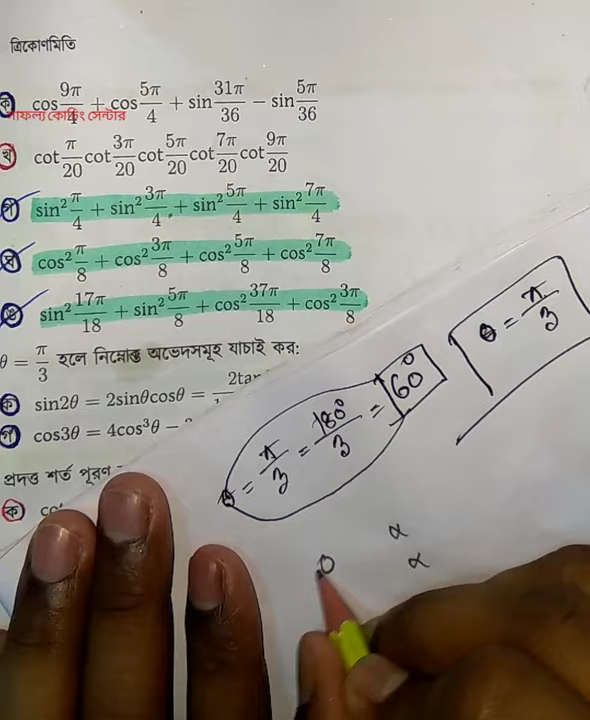 ত্রিকোণমিতি
ক cos 9π/4 + cos 5π/4 + sin 31π/36 − sin 5π/36
সাফল্য কোচিং সেন্টার
খ cot π/20 cot 3π/20 cot 5π/20 cot 7π/20 cot 9π/20
গ sin² π/4 + sin² 3π/4 + sin² 5π/4 + sin² 7π/4
ঘ cos² π/8 + cos² 3π/8 + cos² 5π/8 + cos² 7π/8
ঙ sin² 17π/18 + sin² 5π/8 + cos² 37π/18 + cos² 3π/8
θ = π/3 হলে নিম্নোক্ত অভেদসমূহ যাচাই কর:
ক sin2θ = 2sinθcosθ =
cos3θ = 4cos³θ −
প্রদত্ত শর্ত পূরণ
ক
θ = π/3 = 180°/3 = 60°
θ = π/3
α
α